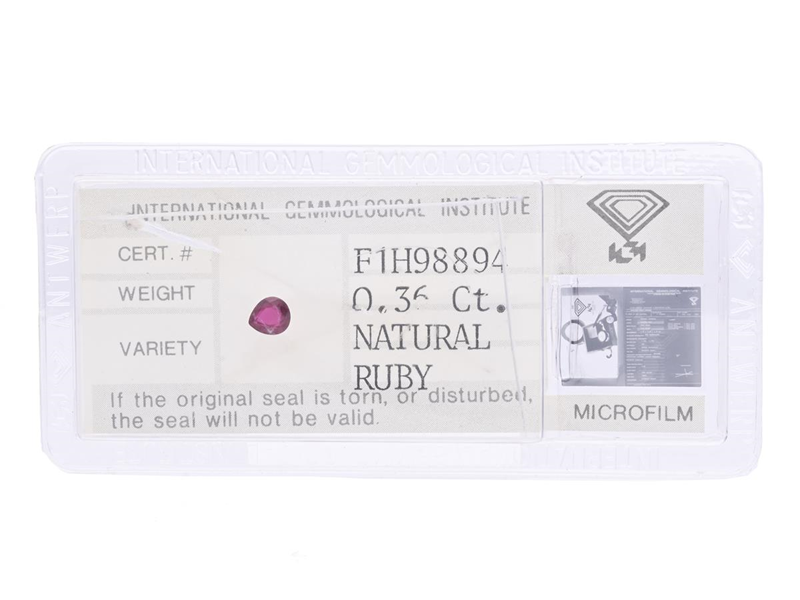 INTERNATIONAL GEMMOLOGICAL INSTITUTE
INTERNATIONAL GEMMOLOGICAL INSTITUTE
CERT. # F1H98894
WEIGHT 0.36 Ct.
VARIETY NATURAL
RUBY
If the original seal is torn, or disturbed,
the seal will not be valid.
MICROFILM
ANTWERP